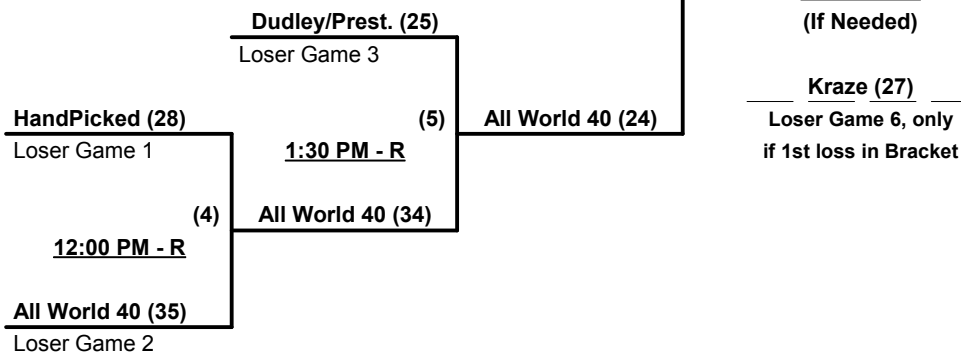 Dudley/Prest. (25)
(If Needed)
Loser Game 3
Kraze (27)
HandPicked (28)
(5)
All World 40 (24)
Loser Game 6, only
Loser Game 1
1:30 PM - R
if 1st loss in Bracket
(4)
All World 40 (34)
12:00 PM - R
All World 40 (35)
Loser Game 2